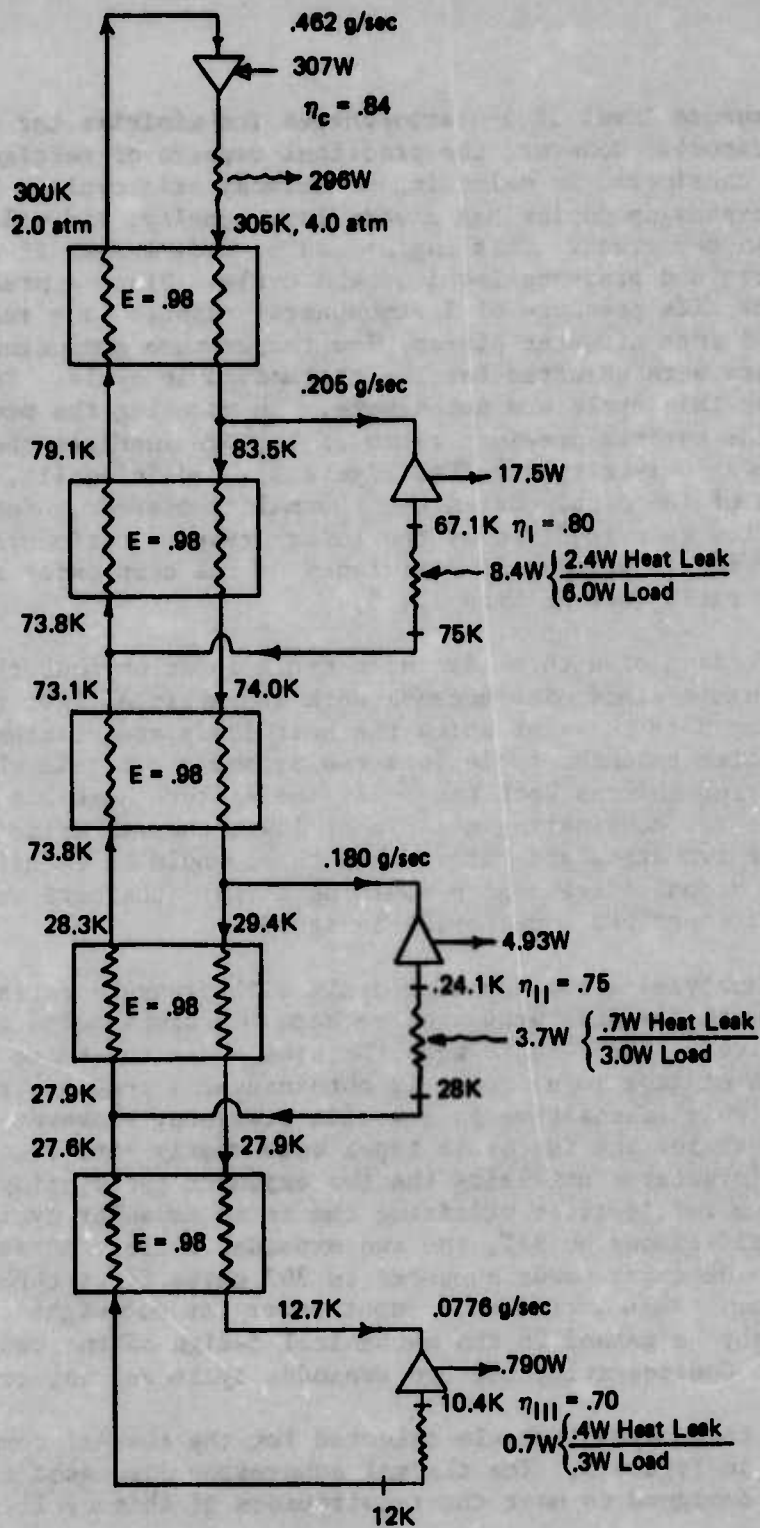 .462 g/sec
307W
ηc = .84
296W
300K
2.0 atm
305K, 4.0 atm
E = .98
.205 g/sec
79.1K
83.5K
17.5W
67.1K ηI = .80
E = .98
8.4W { 2.4W Heat Leak
6.0W Load
73.8K
75K
73.1K
74.0K
E = .98
.180 g/sec
73.8K
28.3K
29.4K
4.93W
.24.1K ηII = .75
E = .98
3.7W { .7W Heat Leak
3.0W Load
27.9K
28K
27.6K
27.9K
E = .98
12.7K
.0776 g/sec
.790W
10.4K ηIII = .70
0.7W { .4W Heat Leak
.3W Load
12K